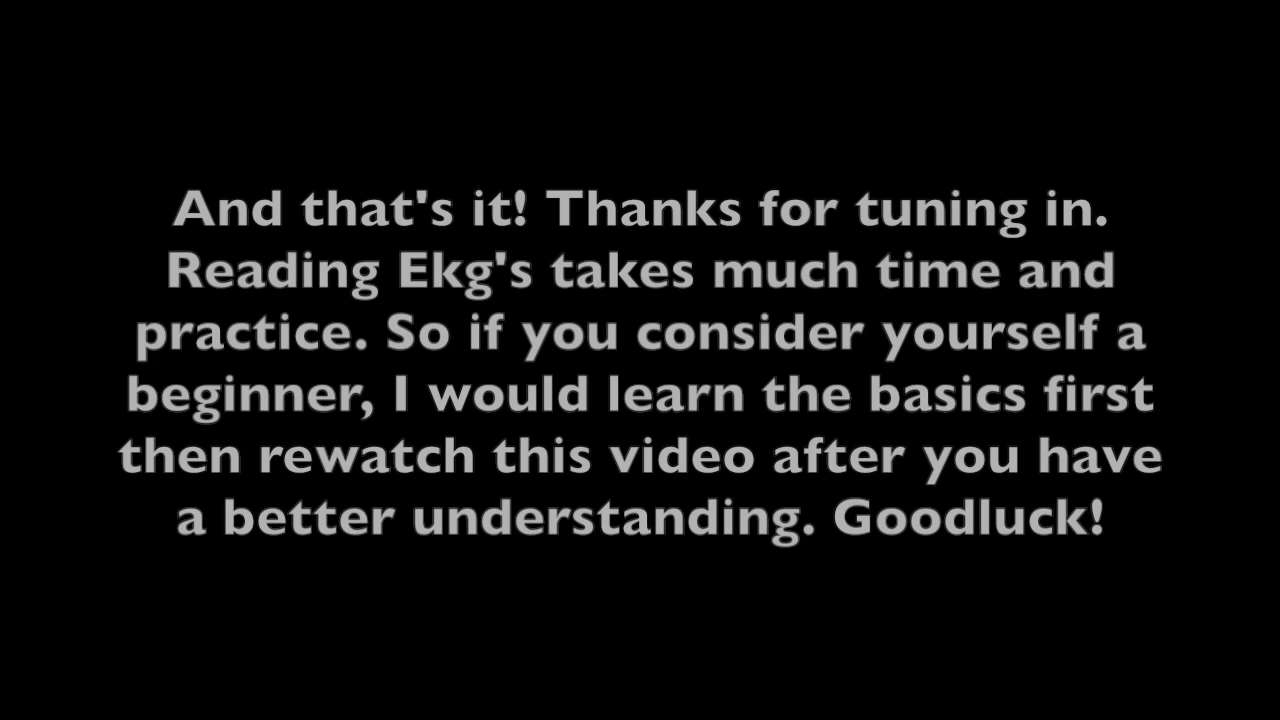 And that's it! Thanks for tuning in.
Reading Ekg's takes much time and
practice. So if you consider yourself a
beginner, I would learn the basics first
then rewatch this video after you have
a better understanding. Goodluck!